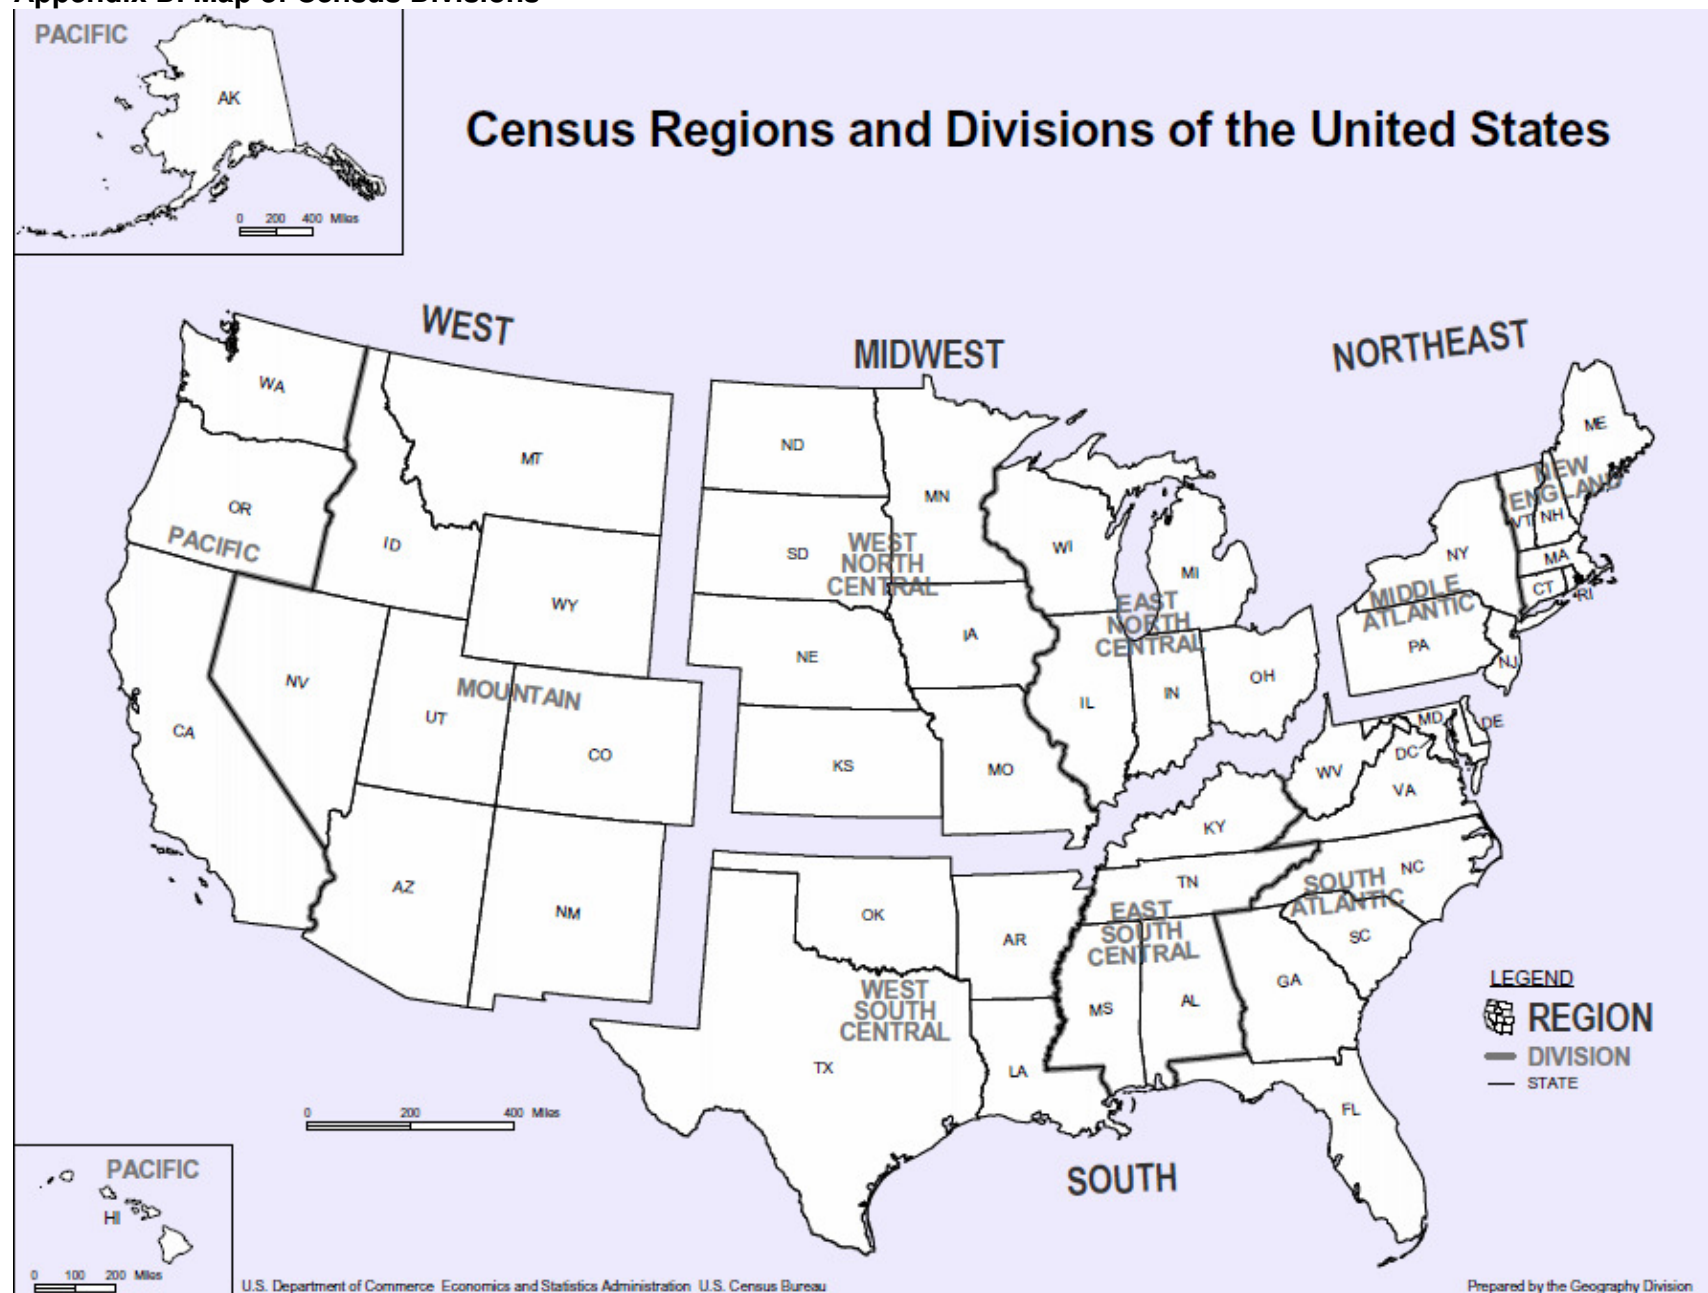 PACIFIC
AK
0 200 400 Miles
Census Regions and Divisions of the United States
WEST
MIDWEST
NORTHEAST
WA
MT
ND
MN
ME
OR
PACIFIC
ID
SD
WEST
NORTH
CENTRAL
WI
MI
NEW
ENGLAND
VT
NH
NY
MA
CT
RI
WY
MIDDLE
ATLANTIC
EAST
NORTH
CENTRAL
IA
NE
PA
NJ
NV
MOUNTAIN
UT
CA
CO
IL
IN
OH
KS
MO
MD
DE
DC
WV
VA
KY
AZ
NM
OK
AR
TN
NC
SOUTH
ATLANTIC
EAST
SOUTH
CENTRAL
SC
WEST
SOUTH
CENTRAL
MS
AL
GA
TX
LA
FL
LEGEND
REGION
DIVISION
STATE
0 200 400 Miles
SOUTH
PACIFIC
HI
0 100 200 Miles
U.S. Department of Commerce Economics and Statistics Administration U.S. Census Bureau
Prepared by the Geography Division